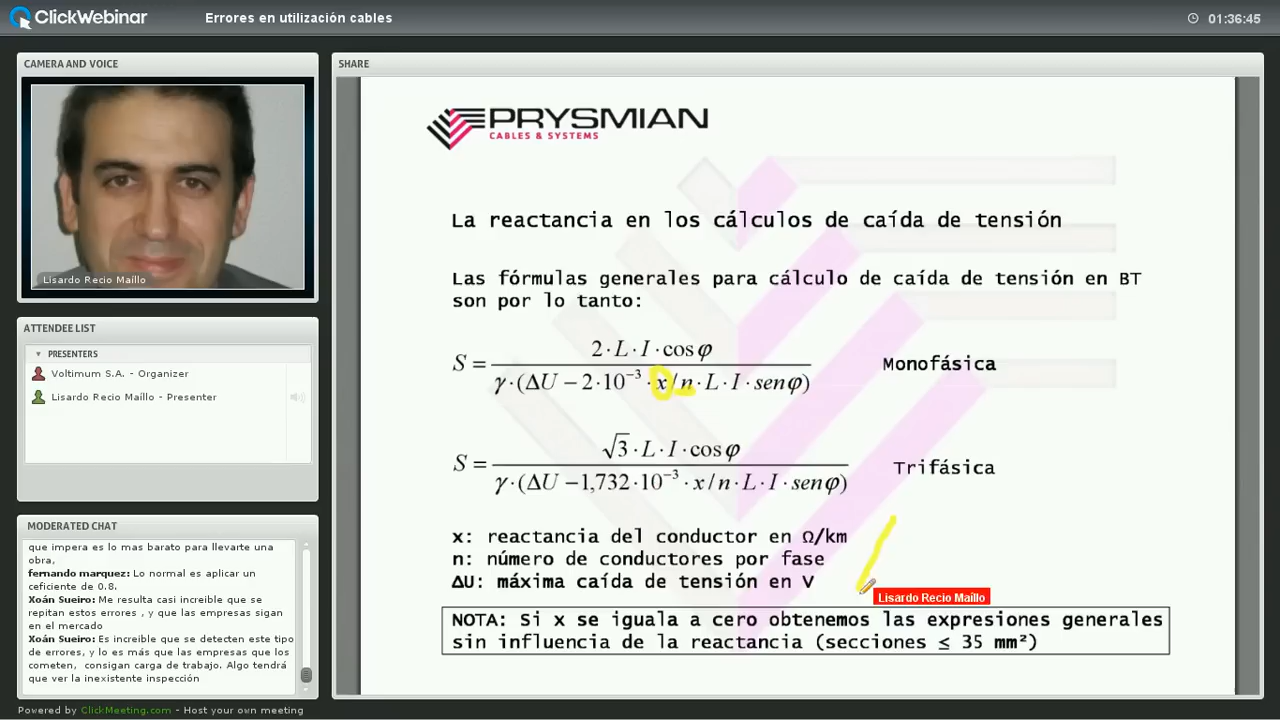 ClickWebinar
Errores en utilización cables
01:36:45
CAMERA AND VOICE
Lisardo Recio Maíllo
ATTENDEE LIST
PRESENTERS
Voltimum S.A. - Organizer
Lisardo Recio Maíllo - Presenter
MODERATED CHAT
que impera es lo mas barato para llevarte una
obra,
fernando marquez: Lo normal es aplicar un
ceficiente de 0.8.
Xoán Sueiro: Me resulta casi increible que se
repitan estos errores , y que las empresas sigan
en el mercado
Xoán Sueiro: Es increible que se detecten este tipo
de errores, y lo es más que las empresas que los
cometen, consigan carga de trabajo. Algo tendrá
que ver la inexistente inspección
Powered by ClickMeeting.com - Host your own meeting
SHARE
PRYSMIAN
CABLES & SYSTEMS
La reactancia en los cálculos de caída de tensión
Las fórmulas generales para cálculo de caída de tensión en BT
son por lo tanto:
S = 2·L·I·cosφ / γ·(ΔU−2·10⁻³·x/n·L·I·senφ) Monofásica
S = √3·L·I·cosφ / γ·(ΔU−1,732·10⁻³·x/n·L·I·senφ) Trifásica
x: reactancia del conductor en Ω/km
n: número de conductores por fase
ΔU: máxima caída de tensión en V
Lisardo Recio Maíllo
NOTA: Si x se iguala a cero obtenemos las expresiones generales
sin influencia de la reactancia (secciones ≤ 35 mm²)